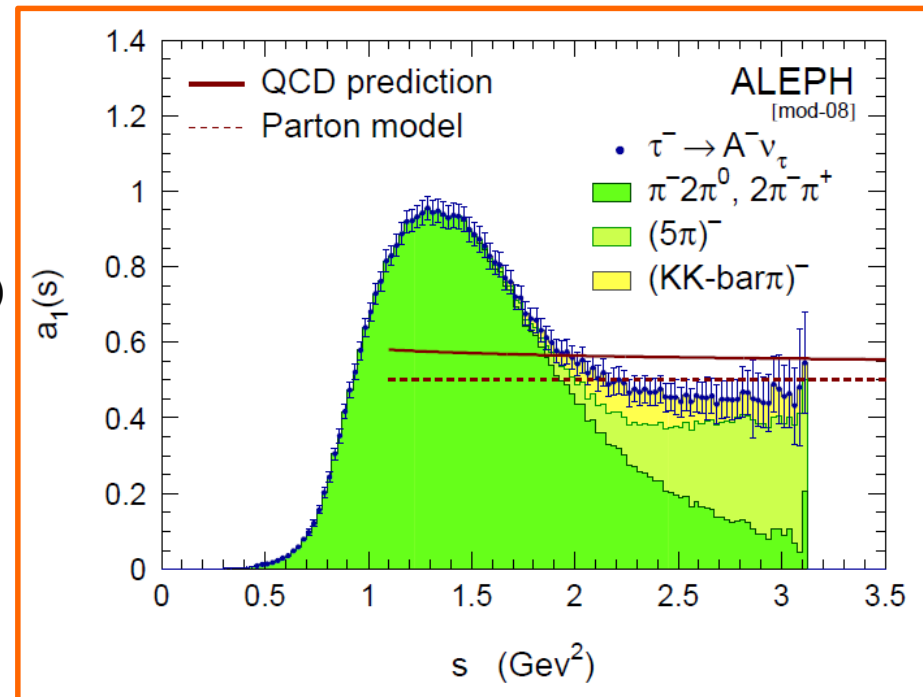 1.4
1.2
1
0.8
0.6
0.4
0.2
0
QCD prediction
Parton model
ALEPH
[mod-08]
τ⁻ → A⁻ν_τ
π⁻2π⁰, 2π⁻π⁺
(5π)⁻
(KK-barπ)⁻
)
a₁(s)
0 0.5 1 1.5 2 2.5 3 3.5
s (Gev²)